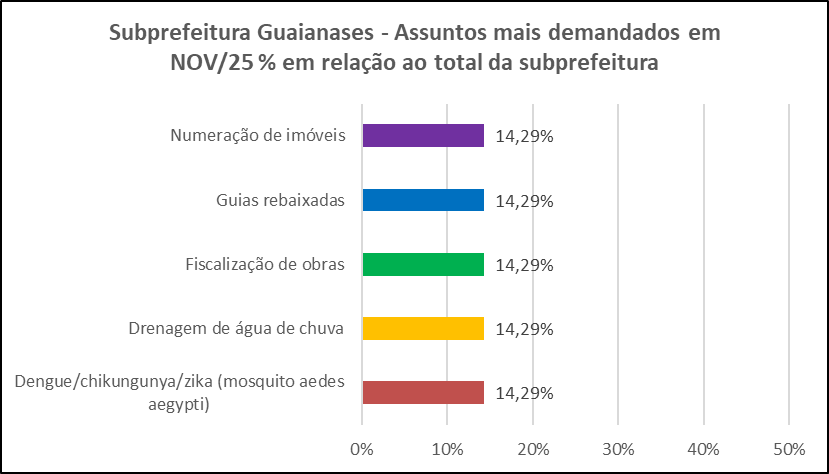 Subprefeitura Guaianases - Assuntos mais demandados em
NOV/25 % em relação ao total da subprefeitura
Numeração de imóveis
14,29%
Guias rebaixadas
14,29%
Fiscalização de obras
14,29%
Drenagem de água de chuva
14,29%
Dengue/chikungunya/zika (mosquito aedes
aegypti)
14,29%
0% 10% 20% 30% 40% 50%